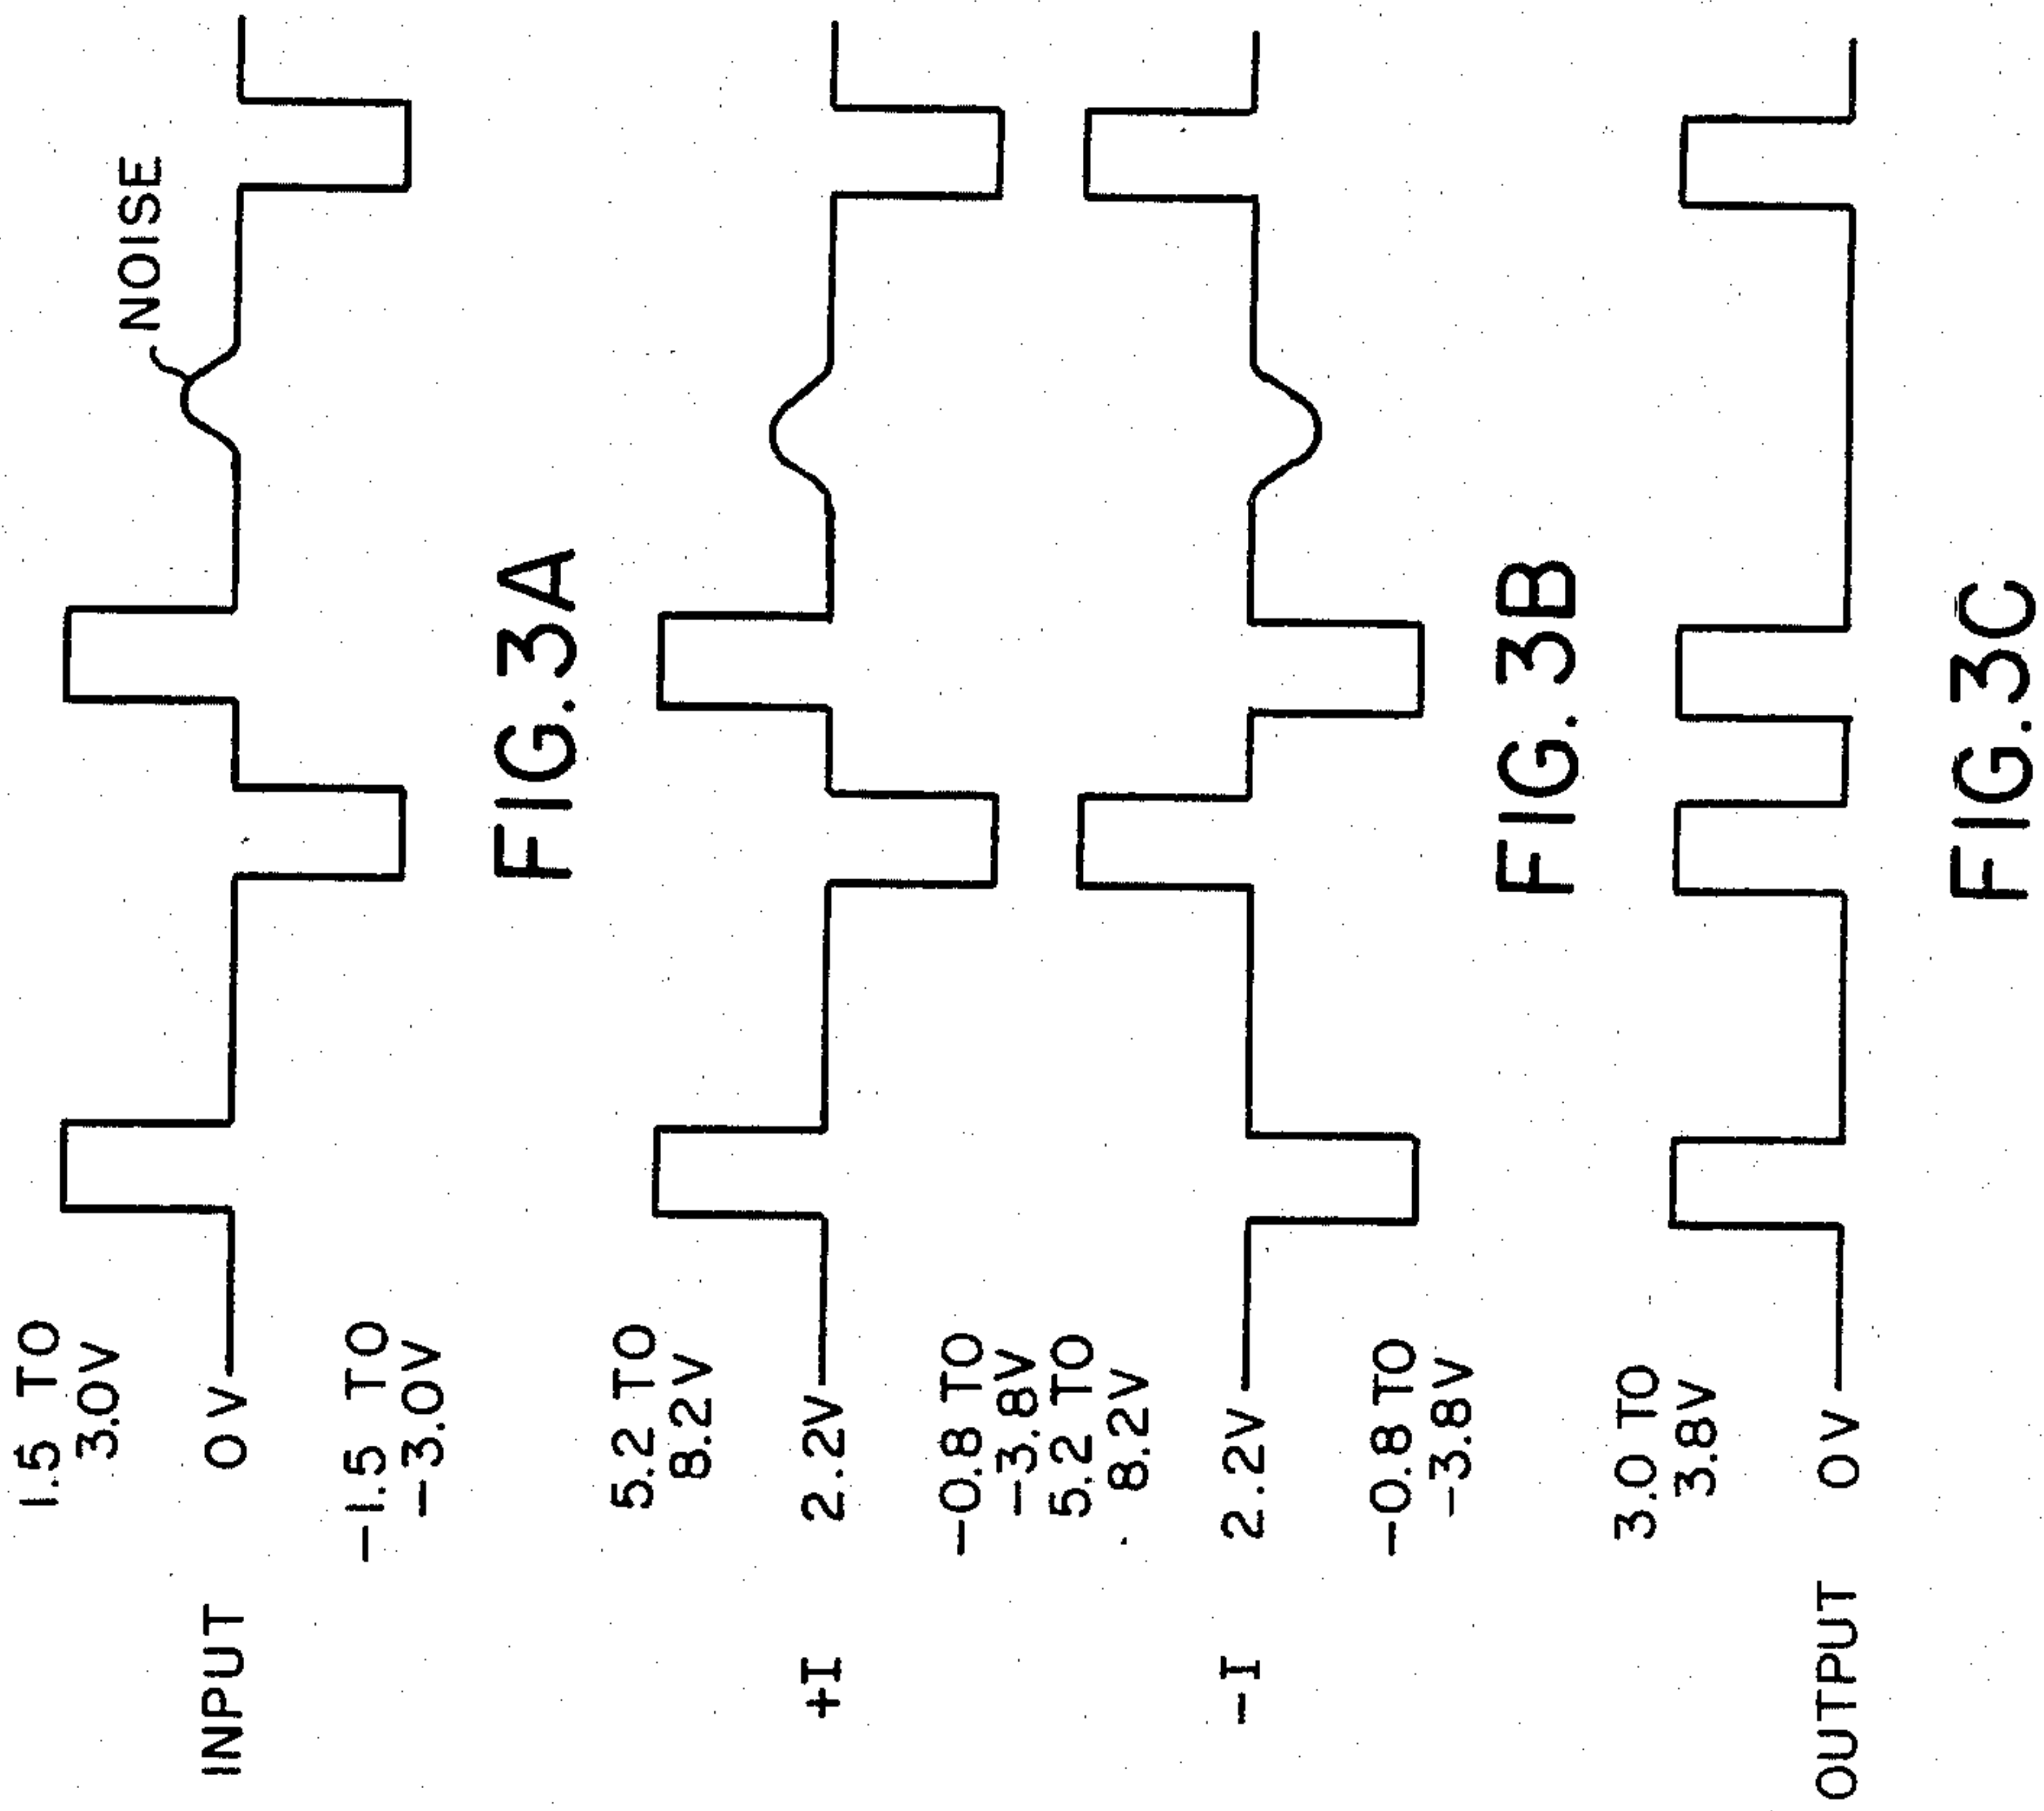 1.5 TO
3.0V
INPUT 0 V
-1.5 TO
-3.0V
NOISE
FIG.3A
5.2 TO
8.2V
+I 2.2V
-0.8 TO
-3.8V
5.2 TO
8.2V
-I 2.2V
-0.8 TO
-3.8V
FIG.3B
3.0 TO
3.8V
OUTPUT 0 V
FIG.3C